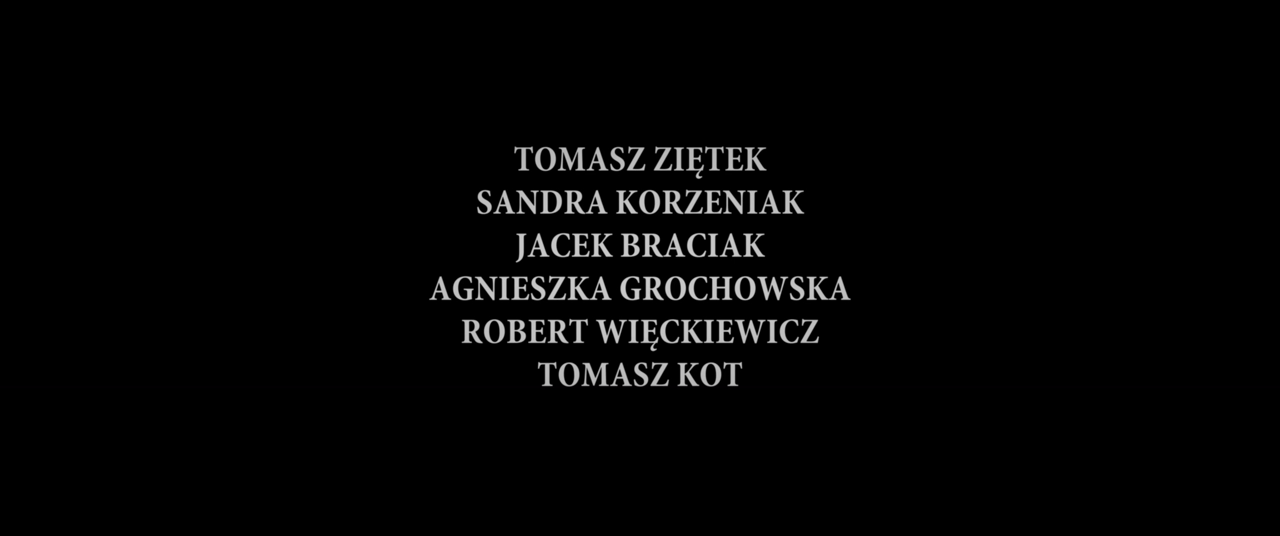 TOMASZ ZIĘTEK
SANDRA KORZENIAK
JACEK BRACIAK
AGNIESZKA GROCHOWSKA
ROBERT WIĘCKIEWICZ
TOMASZ KOT